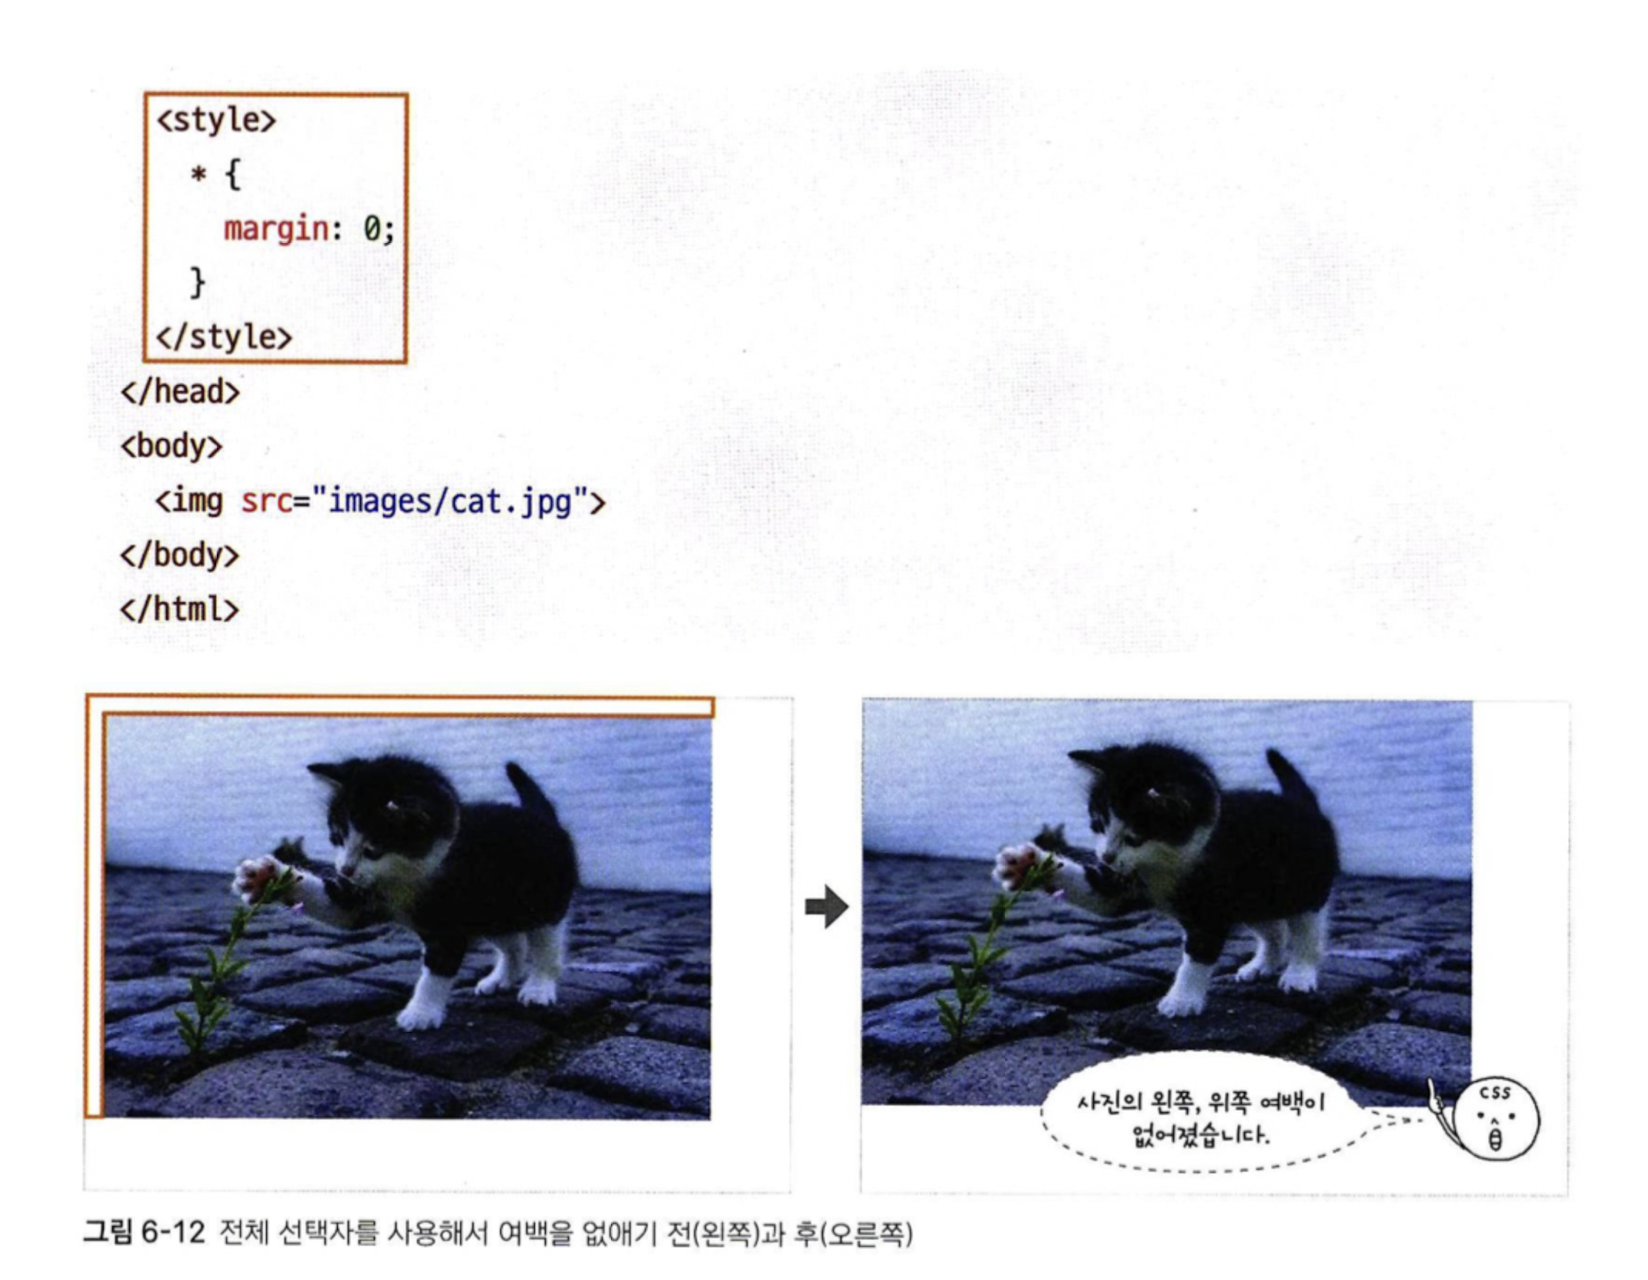 <style>
* {
margin: 0;
}
</style>
</head>
<body>
<img src="images/cat.jpg">
</body>
</html>
사진의 왼쪽, 위쪽 여백이
없어졌습니다.
CSS
그림 6-12 전체 선택자를 사용해서 여백을 없애기 전(왼쪽)과 후(오른쪽)